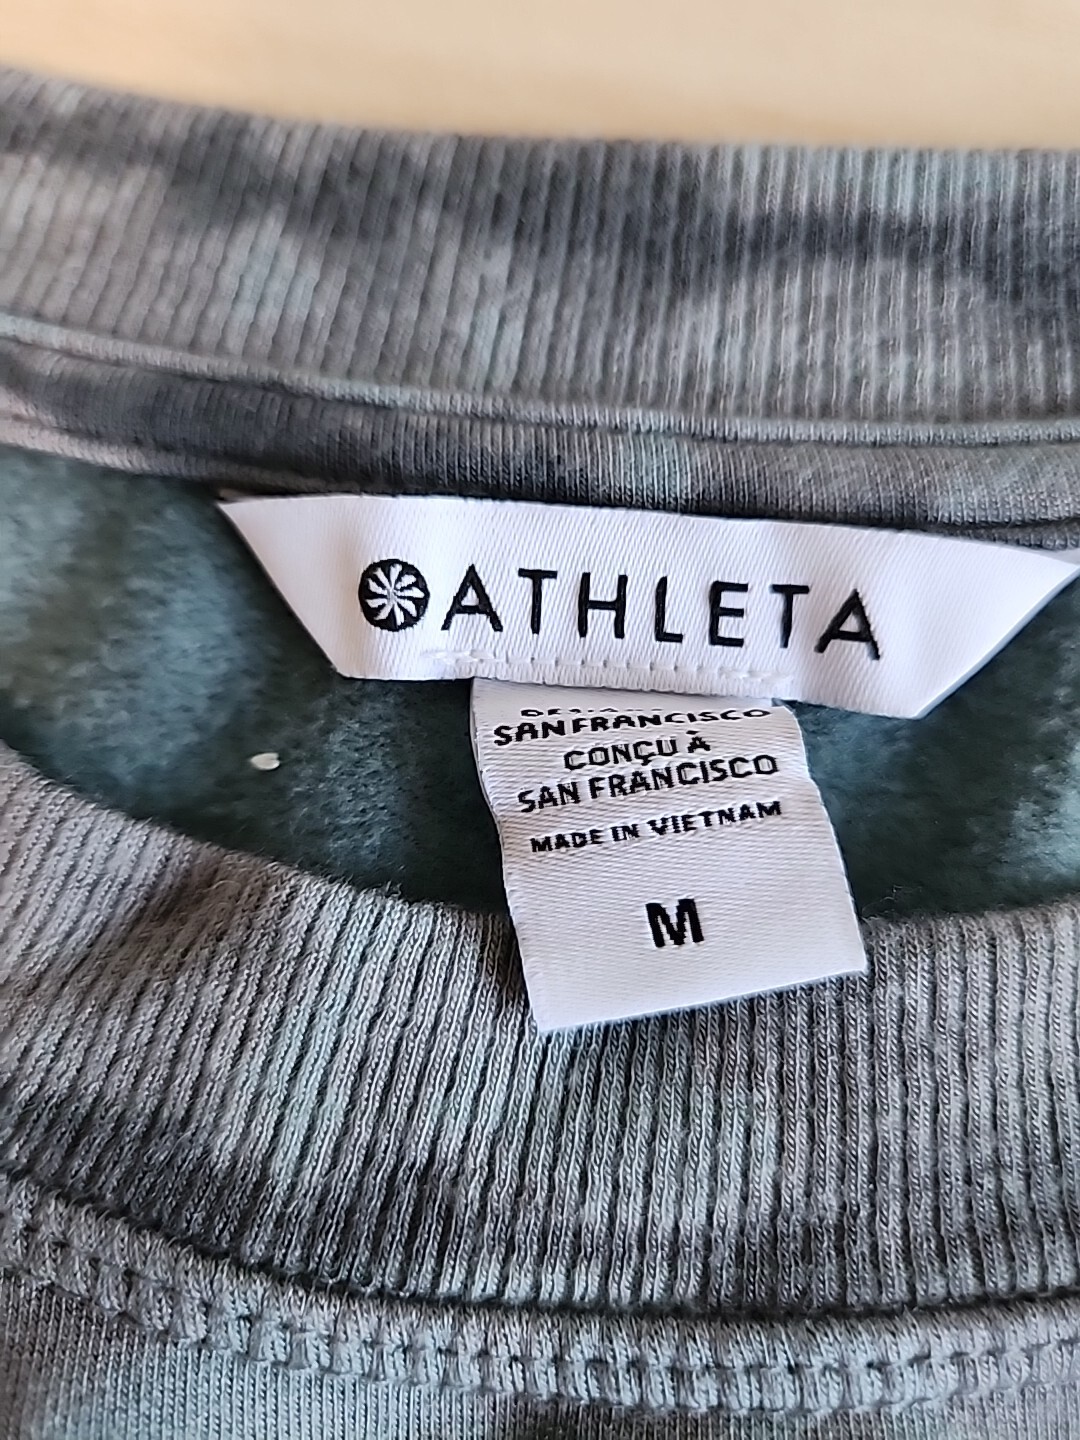 ATHLETA
SAN FRANCISCO
CONÇU À
SAN FRANCISCO
MADE IN VIETNAM
M